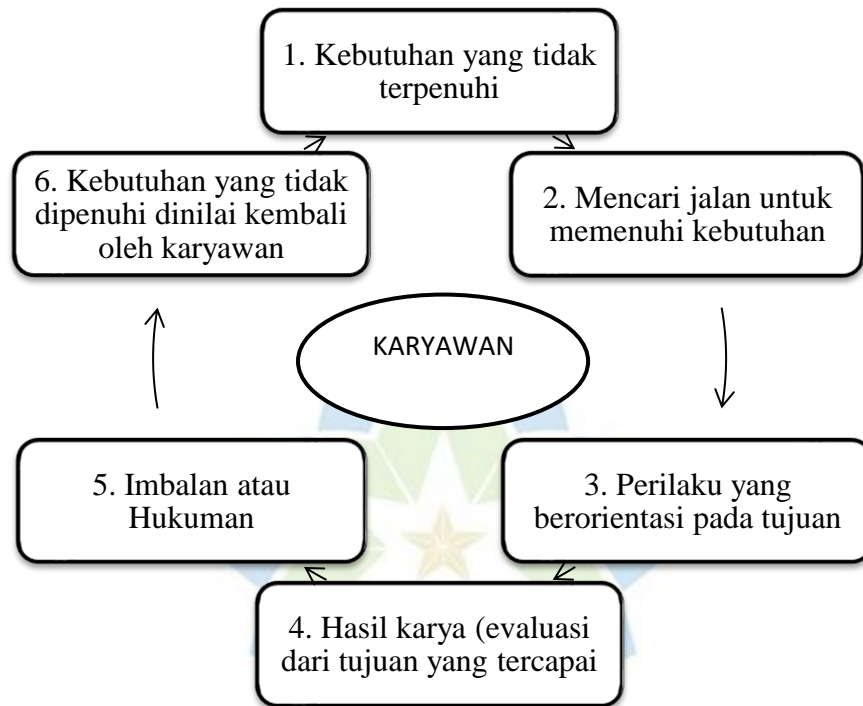 1. Kebutuhan yang tidak
terpenuhi
2. Mencari jalan untuk
memenuhi kebutuhan
3. Perilaku yang
berorientasi pada tujuan
4. Hasil karya (evaluasi
dari tujuan yang tercapai
5. Imbalan atau
Hukuman
6. Kebutuhan yang tidak
dipenuhi dinilai kembali
oleh karyawan
KARYAWAN